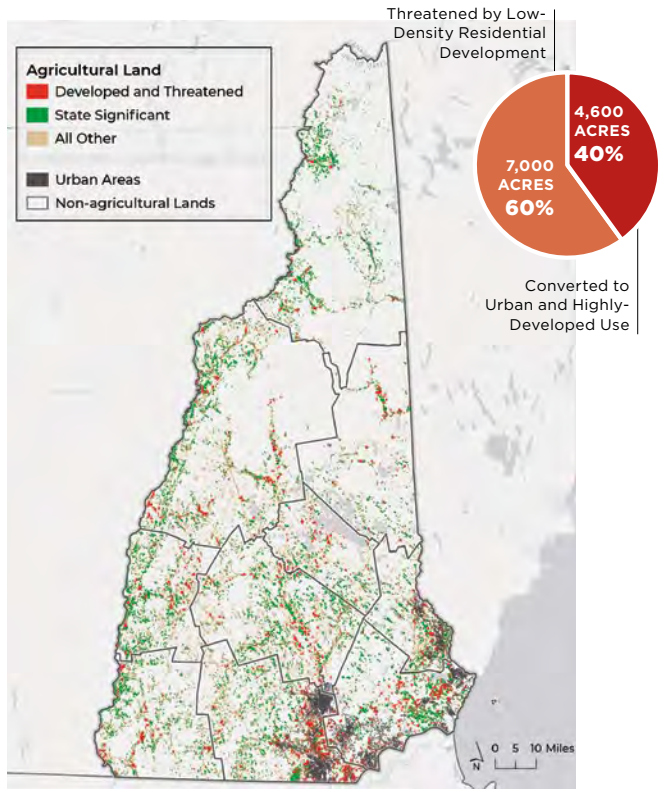 Threatened by Low-
Density Residential
Development
Agricultural Land
Developed and Threatened
State Significant
All Other
Urban Areas
Non-agricultural Lands
4,600
ACRES
40%
7,000
ACRES
60%
Converted to
Urban and Highly-
Developed Use
N
0 5 10 Miles